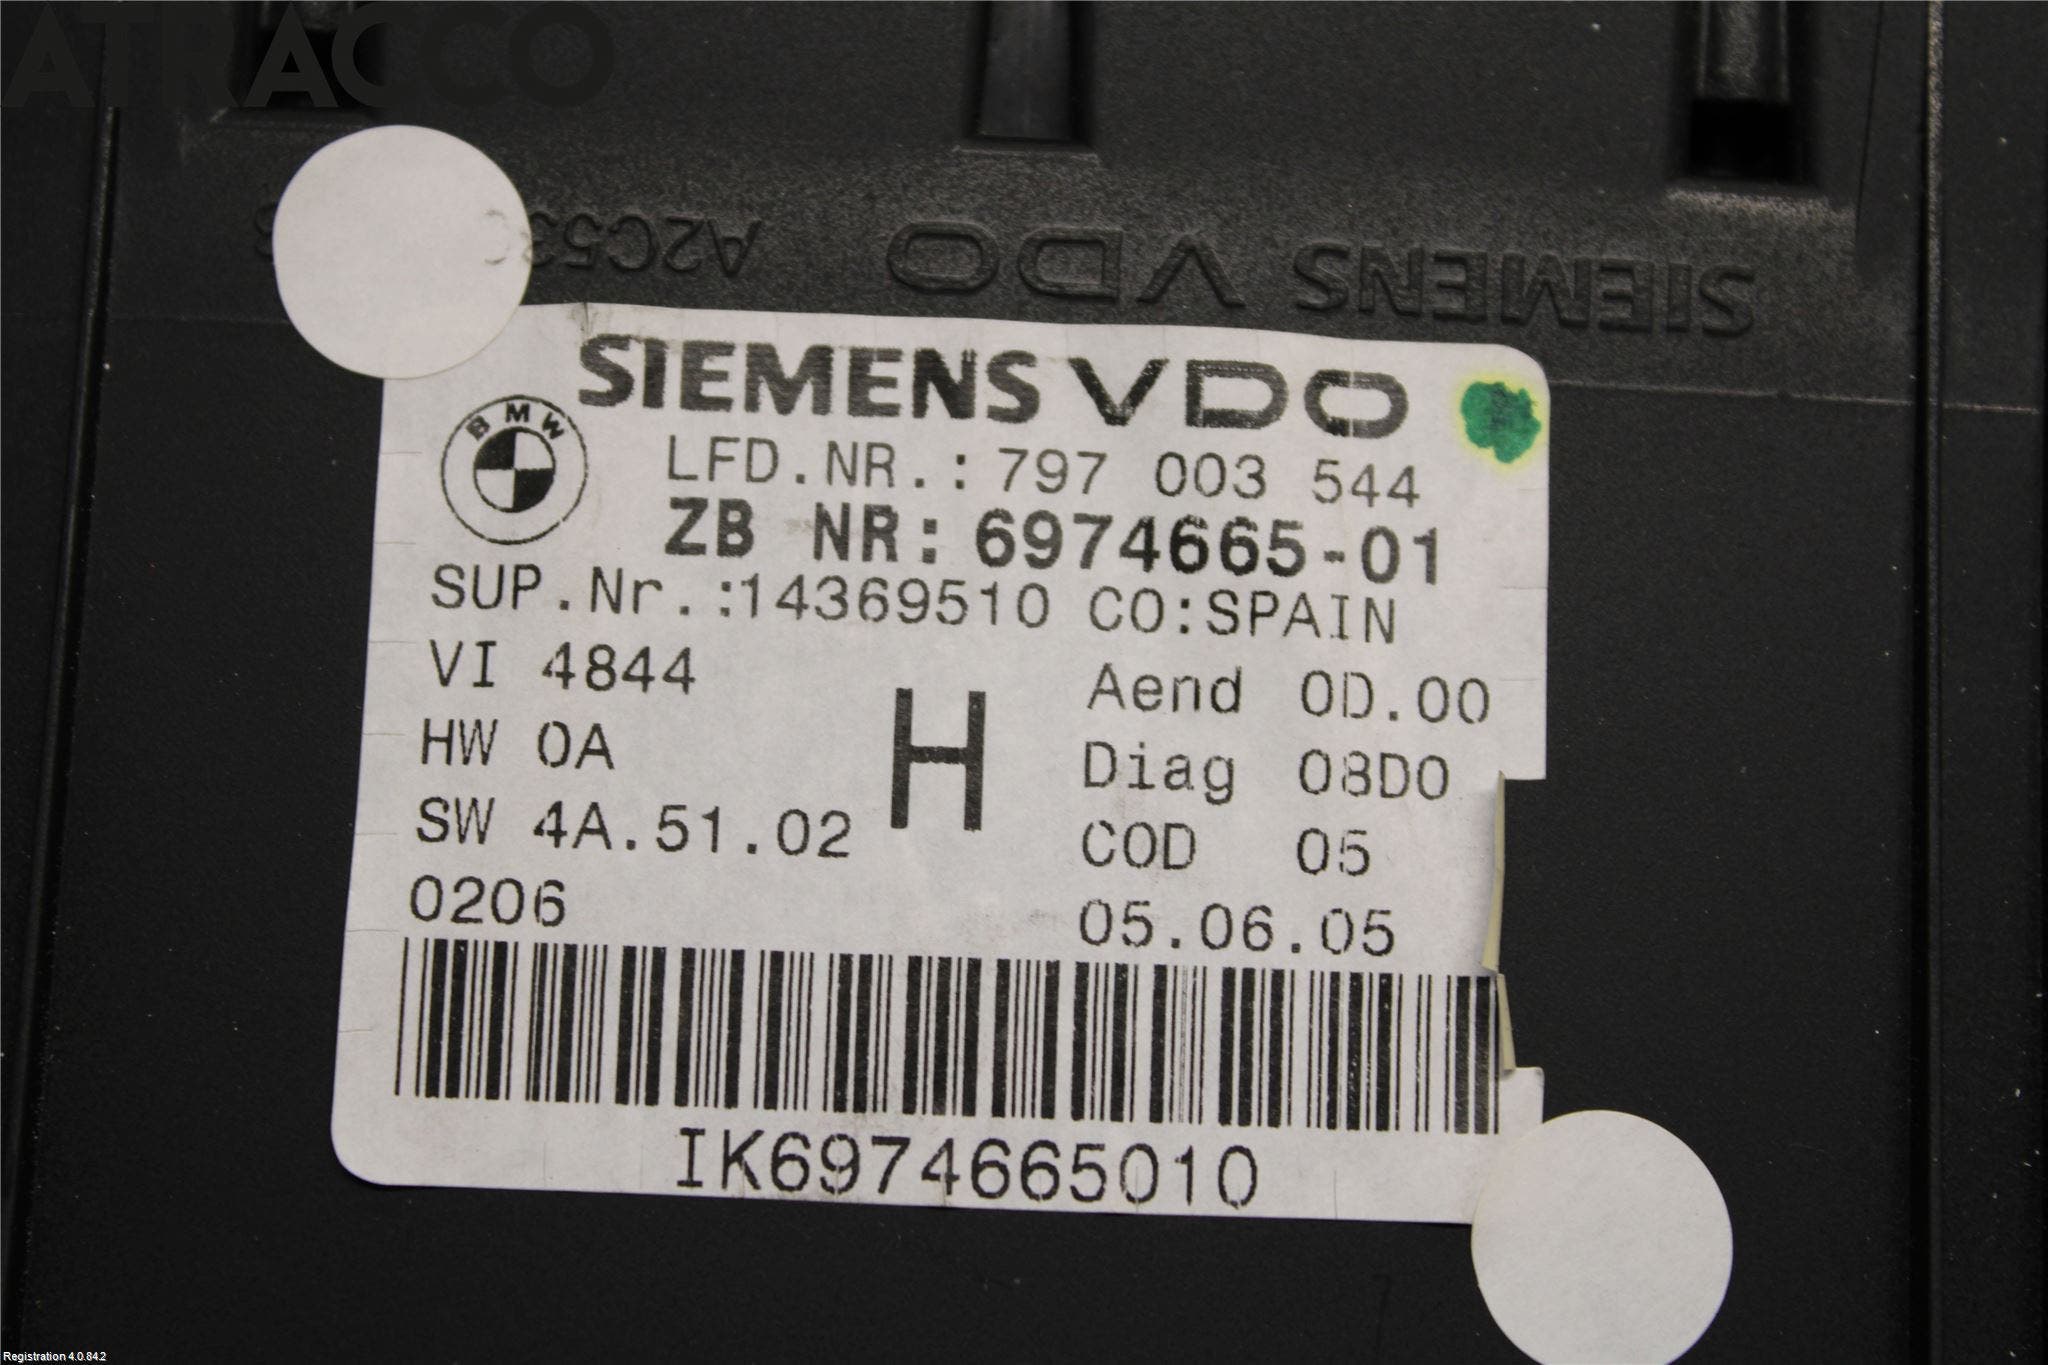 ATRACCO
SIEMENS VDO A2C53
SIEMENS VDO
BMW
LFD.NR.: 797 003 544
ZB NR: 6974665-01
SUP.Nr.:14369510 CO:SPAIN
VI 4844
Aend 0D.00
HW 0A
H
Diag 08D0
SW 4A.51.02
COD 05
0206
05.06.05
IK6974665010
Registration 4.0.84.2